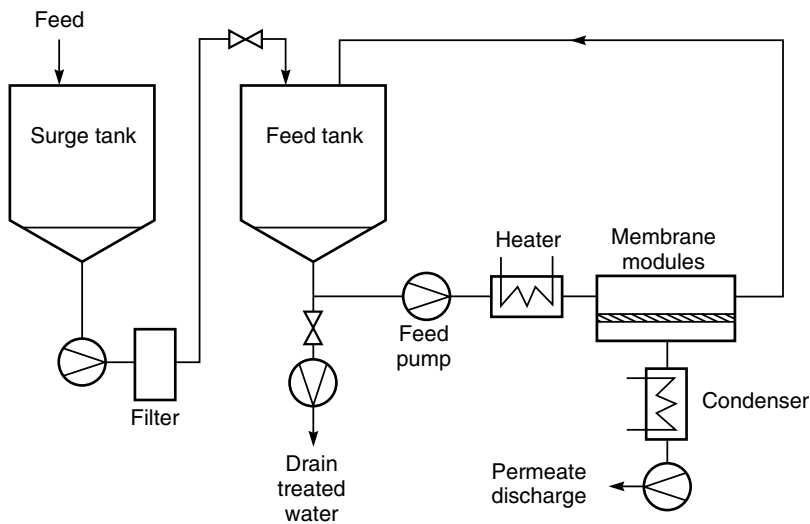 Feed
Surge tank
Feed tank
Heater
Membrane
modules
Feed
pump
Filter
Condenser
Drain
treated
water
Permeate
discharge